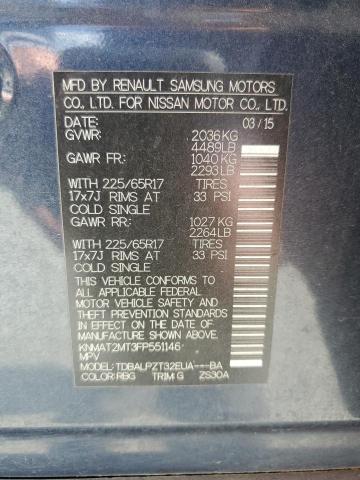 MFD BY RENAULT SAMSUNG MOTORS
CO., LTD. FOR NISSAN MOTOR CO., LTD.
DATE: 03/15
GVWR: 2036KG
4489LB
GAWR FR: 1040 KG
2293LB
WITH 225/65R17 TIRES
17x7J RIMS AT 33 PSI
COLD SINGLE
GAWR RR: 1027 KG
2264LB
WITH 225/65R17 TIRES
17x7J RIMS AT 33 PSI
COLD SINGLE
THIS VEHICLE CONFORMS TO
ALL APPLICABLE FEDERAL
MOTOR VEHICLE SAFETY
AND THEFT PREVENTION
STANDARDS IN EFFECT ON
THE DATE OF MANUFACTURE
SHOWN ABOVE.
KNMAT2MT3FP551146
MPV
MODEL: TDBALPZT32EUA---BA
COLOR:RBG TRIM:G ZS30A